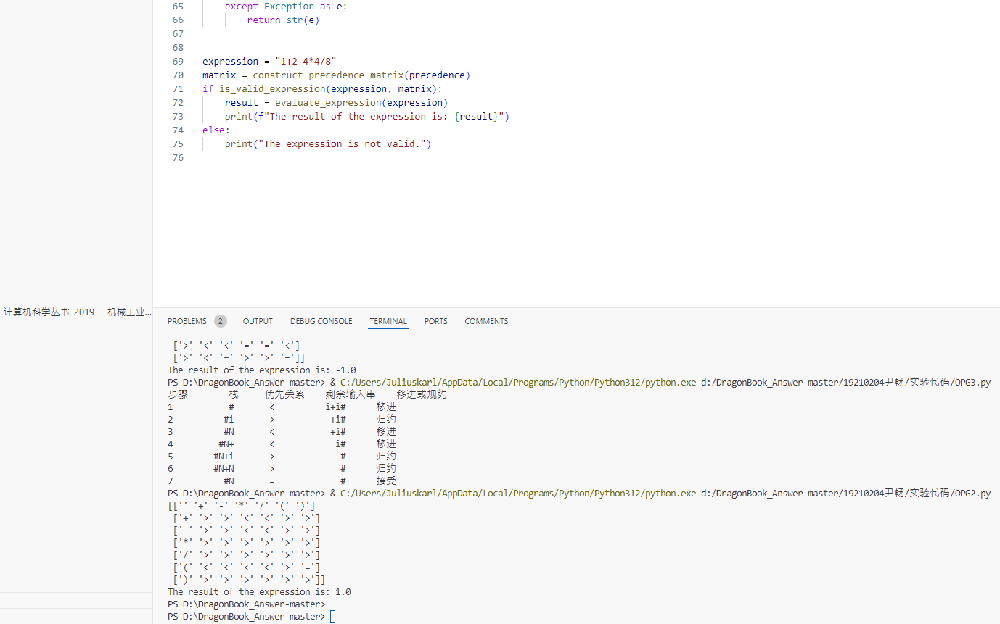 65 except Exception as e:
66 return str(e)
67
68
69 expression = "1+2-4*4/8"
70 matrix = construct_precedence_matrix(precedence)
71 if is_valid_expression(expression, matrix):
72 result = evaluate_expression(expression)
73 print(f"The result of the expression is: {result}")
74 else:
75 print("The expression is not valid.")
76
计算机科学丛书, 2019 -- 机械工业...
PROBLEMS 2 OUTPUT DEBUG CONSOLE TERMINAL PORTS COMMENTS
['>' '<' '<' '=' '=' '<']
['>' '<' '=' '>' '>' '=']]
The result of the expression is: -1.0
PS D:\DragonBook_Answer-master> & C:/Users/Juliuskarl/AppData/Local/Programs/Python/Python312/python.exe d:/DragonBook_Answer-master/19210204尹畅/实验代码/OPG3.py
步骤 栈 优先关系 剩余输入串 移进或规约
1 # < i+i# 移进
2 #i > +i# 归约
3 #N < +i# 移进
4 #N+ < i# 移进
5 #N+i > # 归约
6 #N+N > # 归约
7 #N = # 接受
PS D:\DragonBook_Answer-master> & C:/Users/Juliuskarl/AppData/Local/Programs/Python/Python312/python.exe d:/DragonBook_Answer-master/19210204尹畅/实验代码/OPG2.py
[['' '+' '-' '*' '/' '(' ')']
['+' '>' '>' '<' '<' '>' '>']
['-' '>' '>' '<' '<' '>' '>']
['*' '>' '>' '>' '>' '>' '>']
['/' '>' '>' '>' '>' '>' '>']
['(' '<' '<' '<' '<' '>' '=']
[')' '>' '>' '>' '>' '>' '>']]
The result of the expression is: 1.0
PS D:\DragonBook_Answer-master>
PS D:\DragonBook_Answer-master>